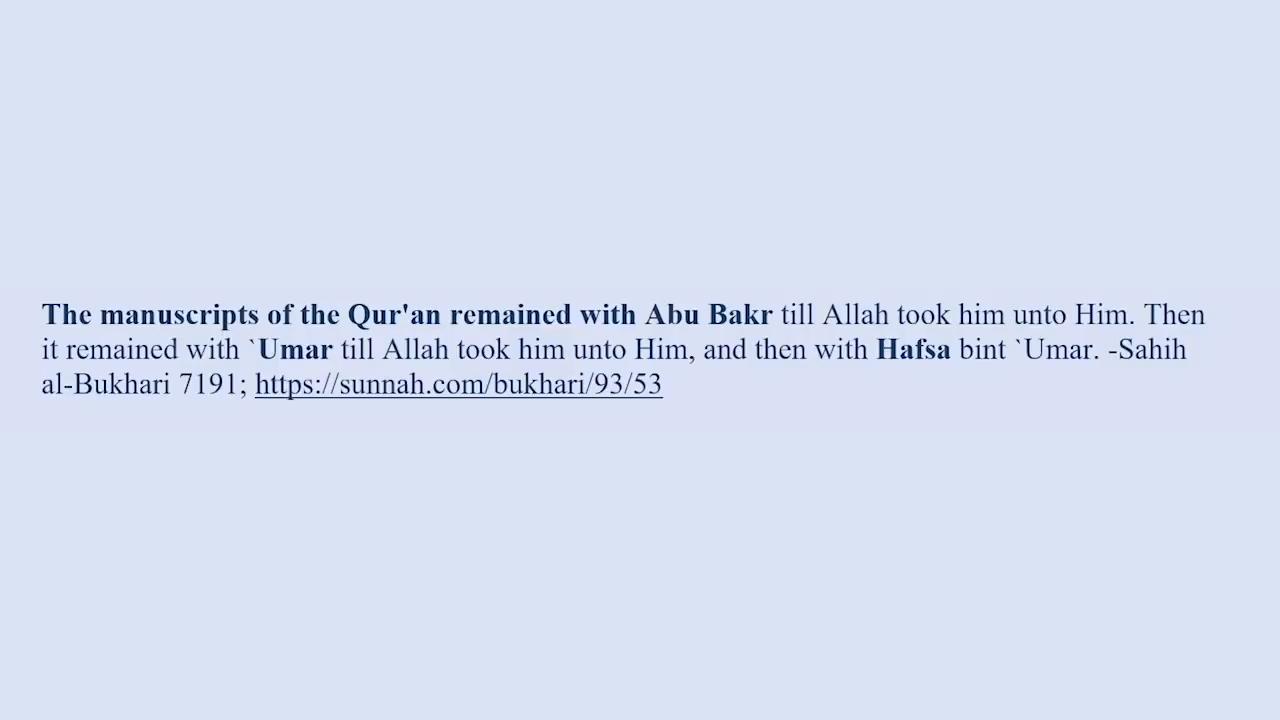 The manuscripts of the Qur'an remained with Abu Bakr till Allah took him unto Him. Then
it remained with `Umar till Allah took him unto Him, and then with Hafsa bint `Umar. -Sahih
al-Bukhari 7191; https://sunnah.com/bukhari/93/53